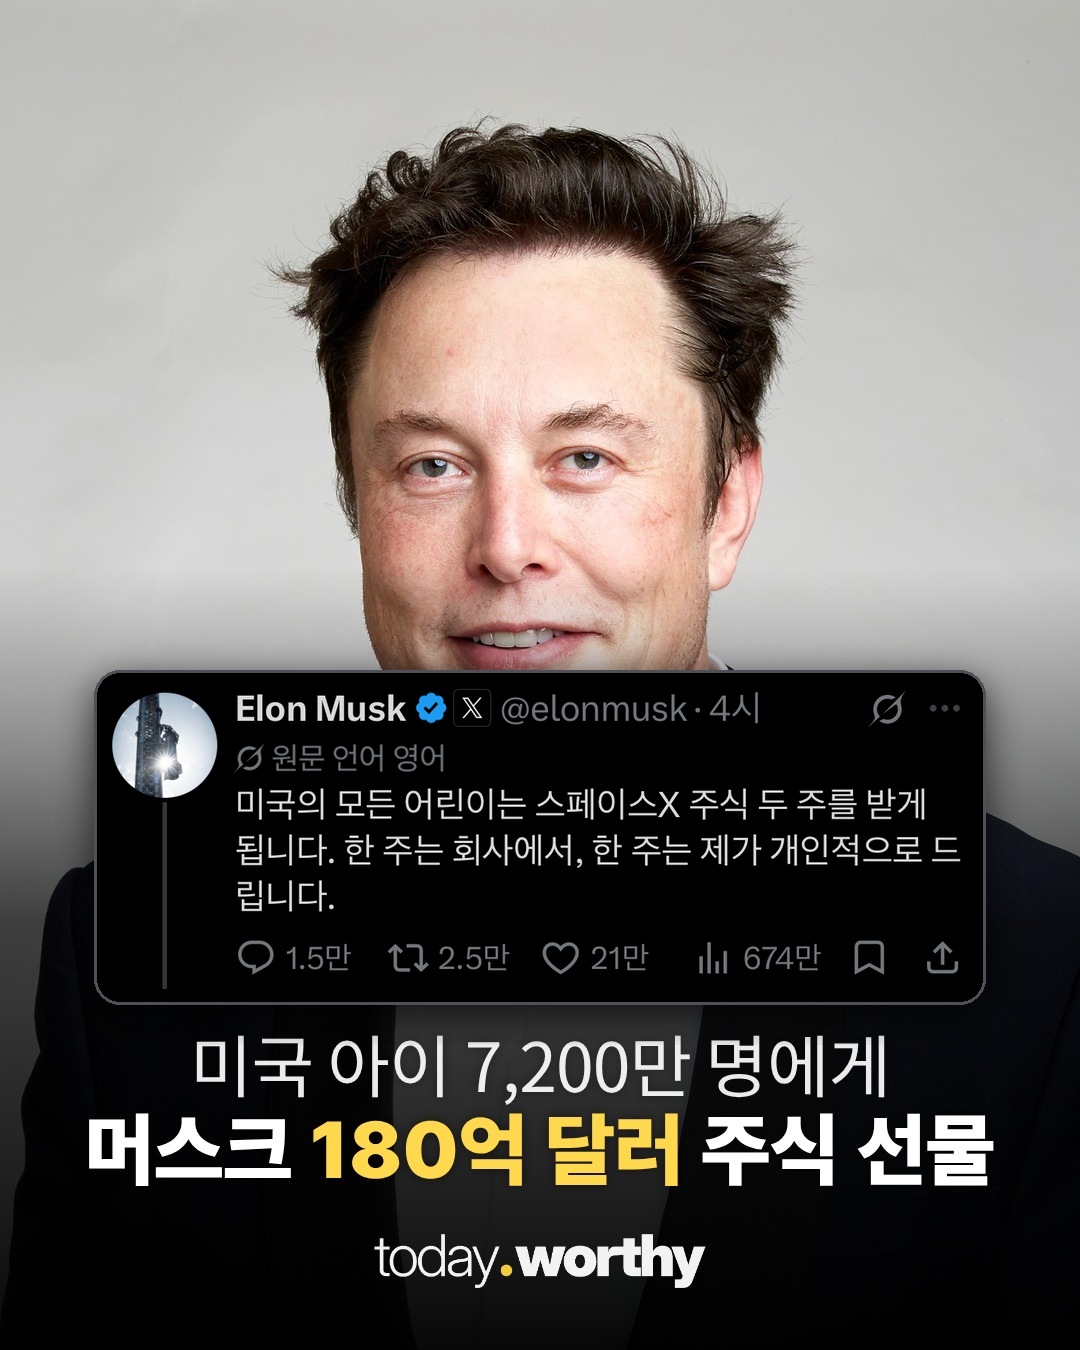 Elon Musk @elonmusk · 4시
원문 언어 영어
미국의 모든 어린이는 스페이스X 주식 두 주를 받게
됩니다. 한 주는 회사에서, 한 주는 제가 개인적으로 드
립니다.
1.5만 2.5만 21만 674만
미국 아이 7,200만 명에게
머스크 180억 달러 주식 선물
today.worthy